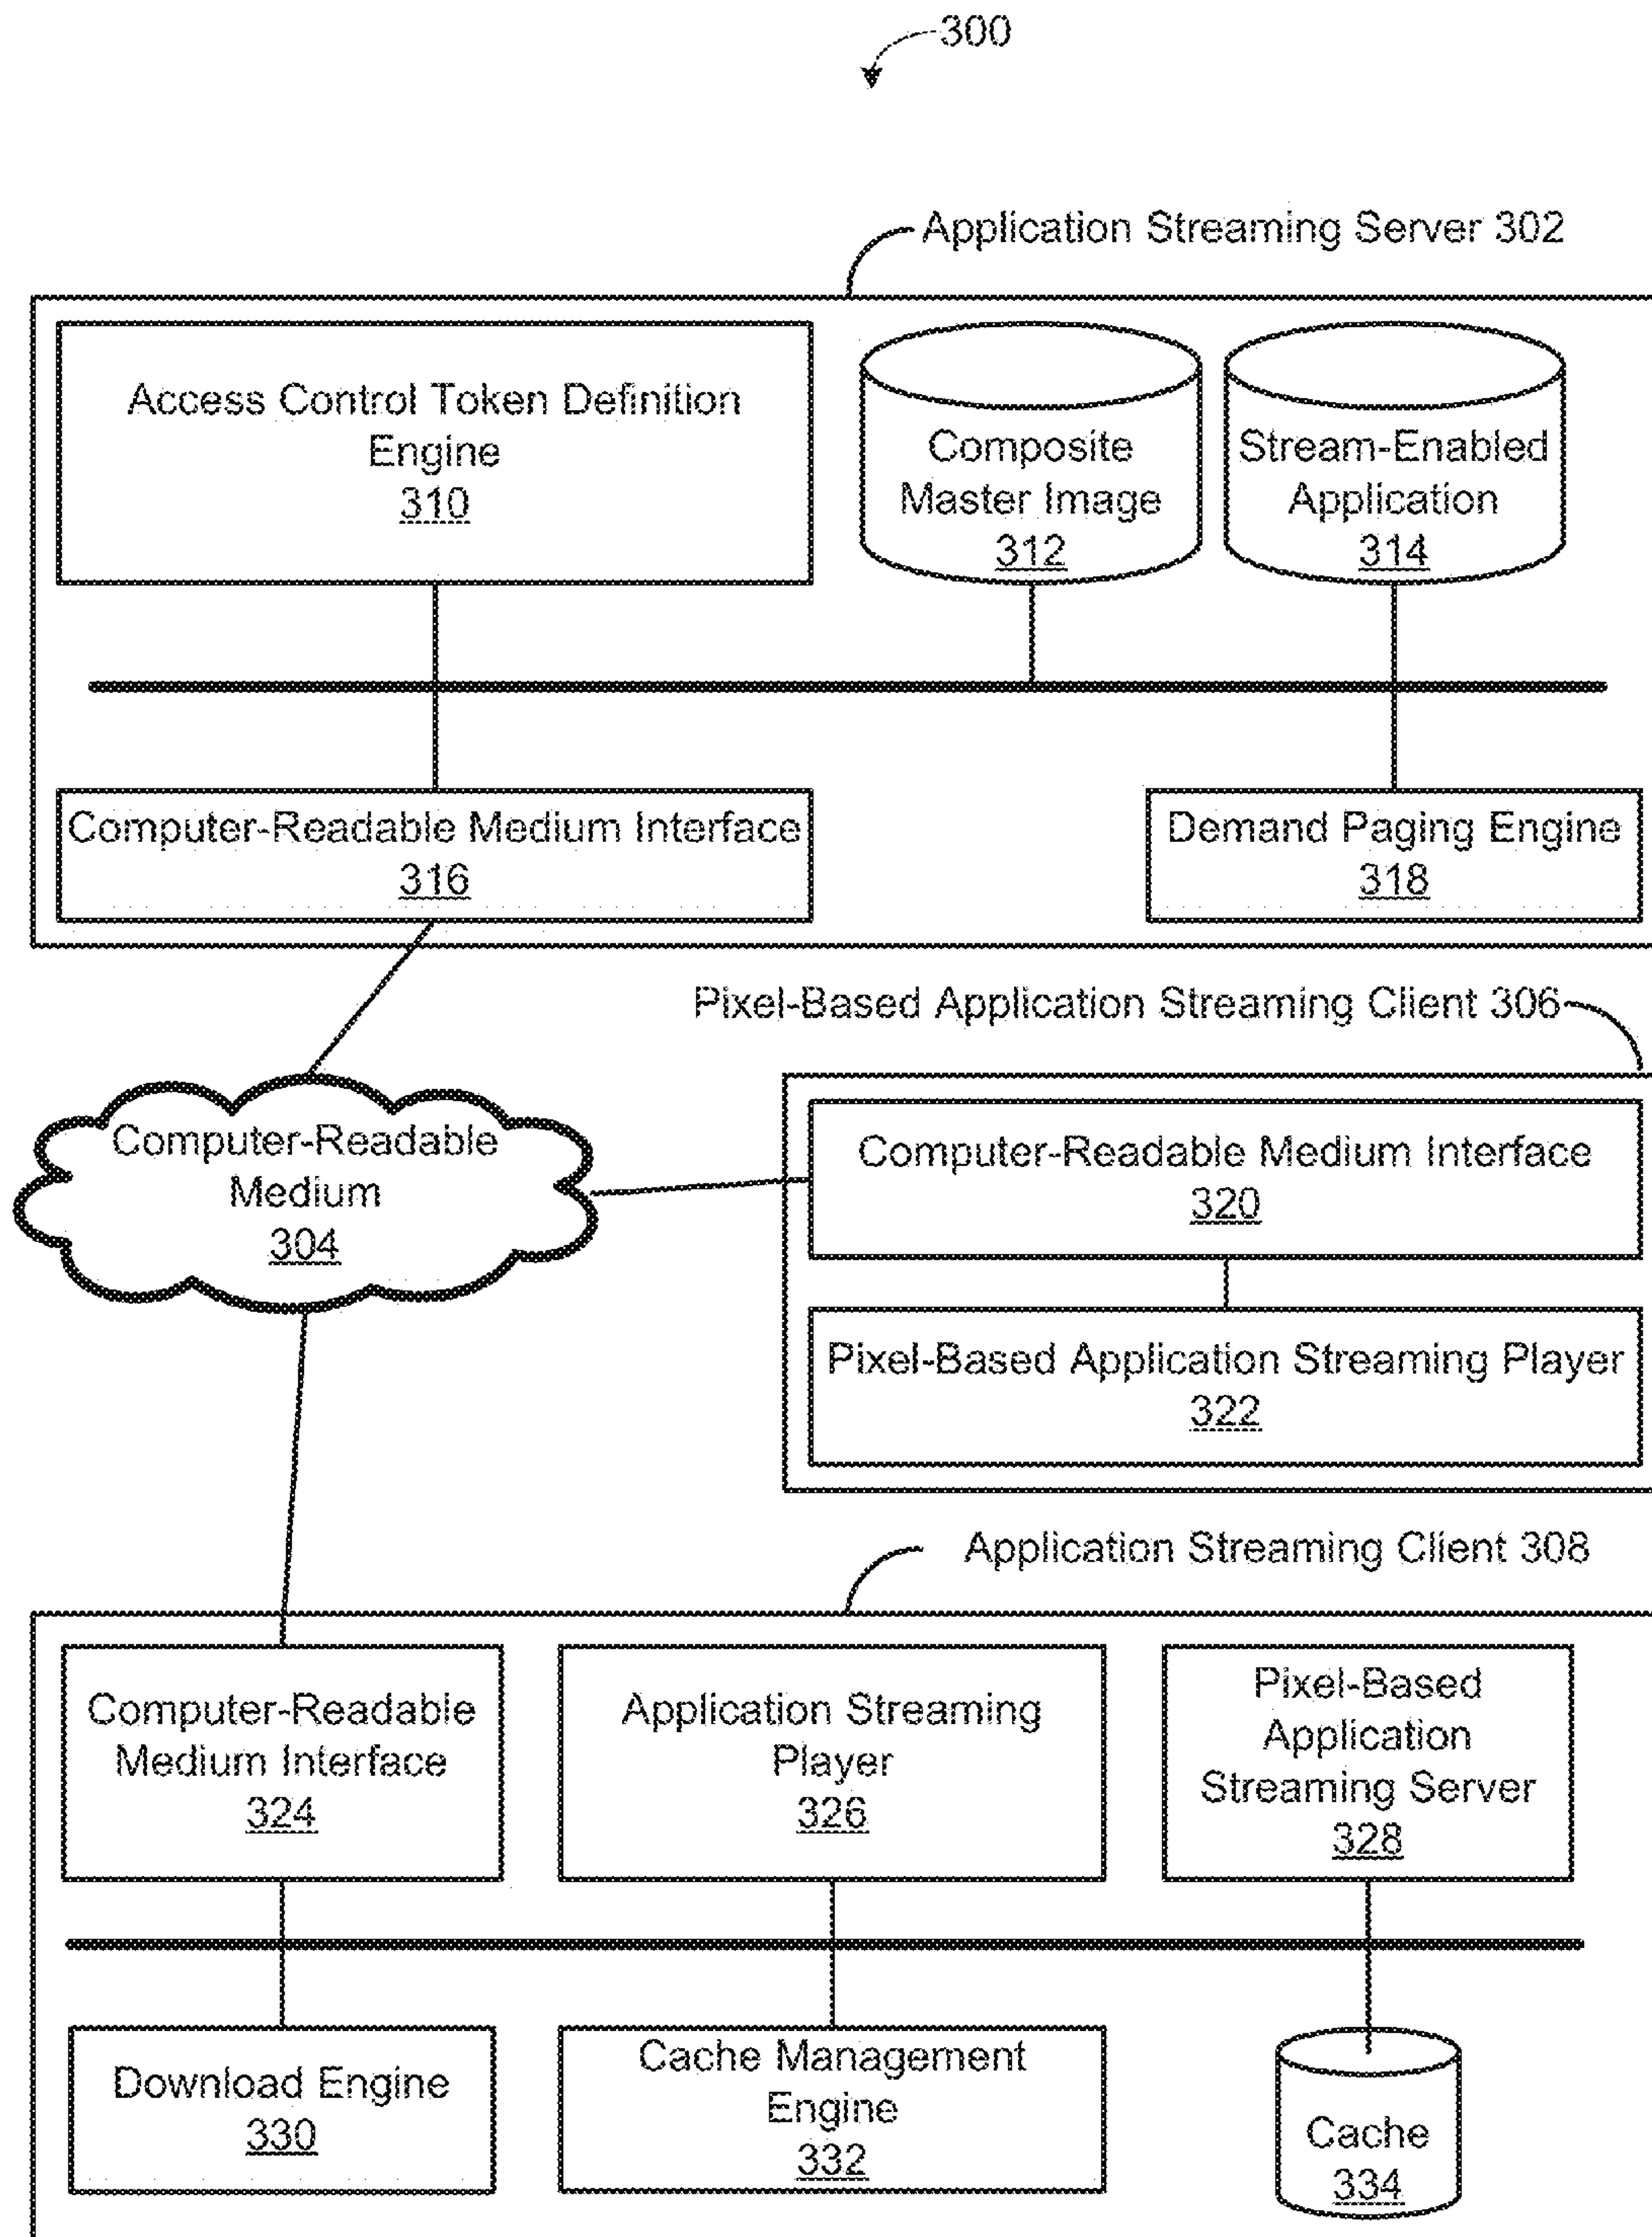 300
Application Streaming Server 302
Access Control Token Definition
Engine
310
Composite
Master Image
312
Stream-Enabled
Application
314
Computer-Readable Medium Interface
316
Demand Paging Engine
318
Pixel-Based Application Streaming Client 306
Computer-Readable
Medium
304
Computer-Readable Medium Interface
320
Pixel-Based Application Streaming Player
322
Application Streaming Client 308
Computer-Readable
Medium Interface
324
Application Streaming
Player
326
Pixel-Based
Application
Streaming Server
328
Download Engine
330
Cache Management
Engine
332
Cache
334